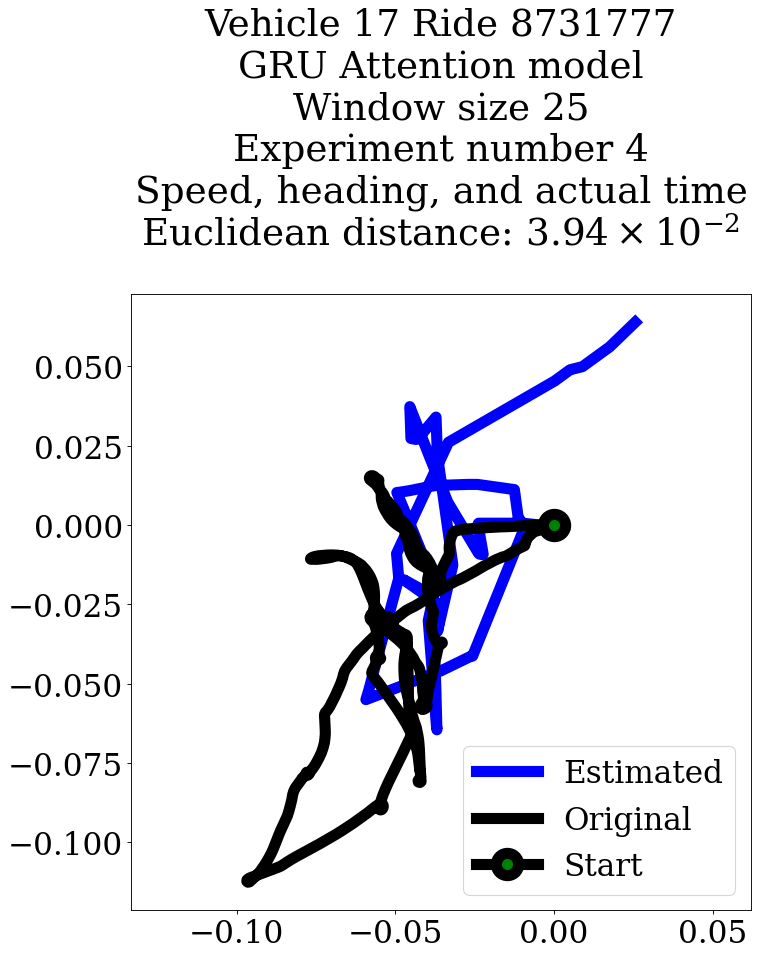 Vehicle 17 Ride 8731777
GRU Attention model
Window size 25
Experiment number 4
Speed, heading, and actual time
Euclidean distance: 3.94 × 10⁻²
0.050
0.025
0.000
−0.025
−0.050
−0.075
−0.100
Estimated
Original
Start
−0.10
−0.05
0.00
0.05